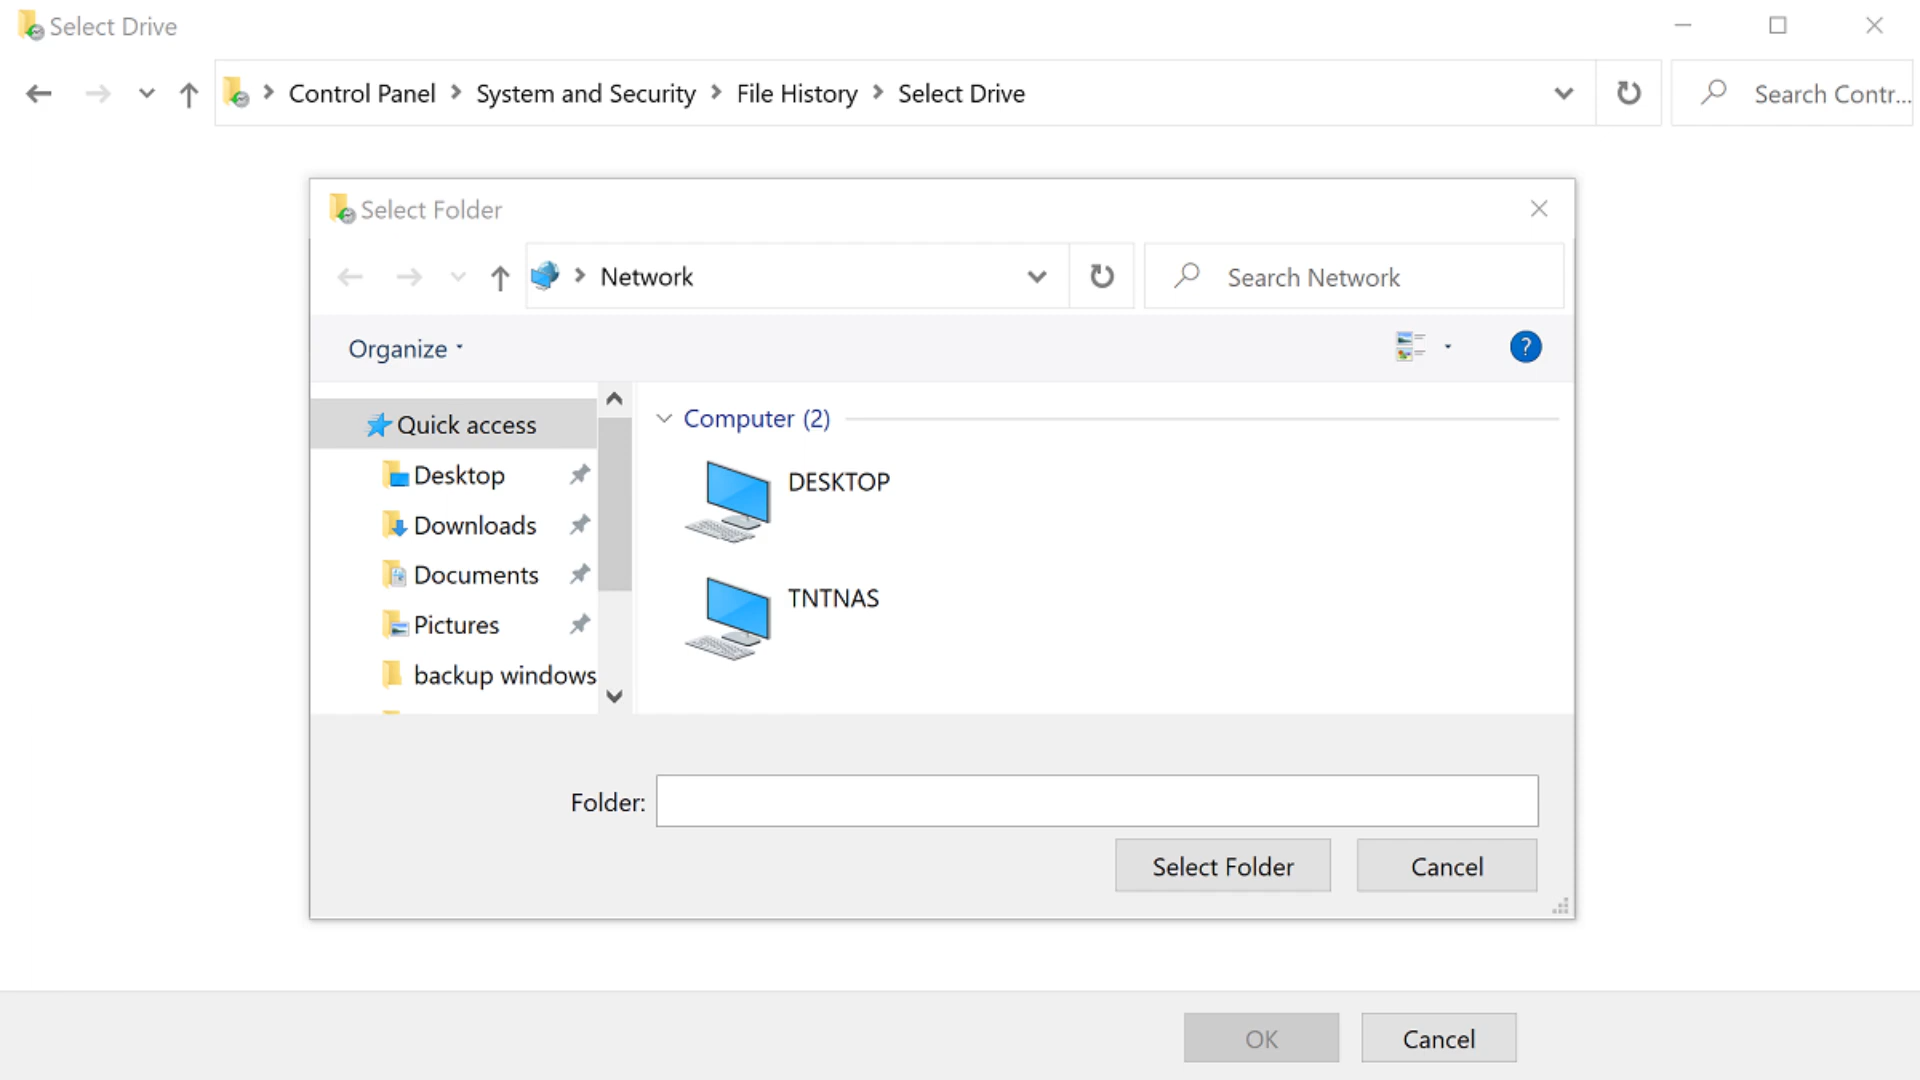 Select Drive
Control Panel > System and Security > File History > Select Drive
Search Contr...
Select Folder
Network
Search Network
Organize
?
Quick access
Desktop
Downloads
Documents
Pictures
backup windows
Computer (2)
DESKTOP
TNTNAS
Folder:
Select Folder
Cancel
OK
Cancel